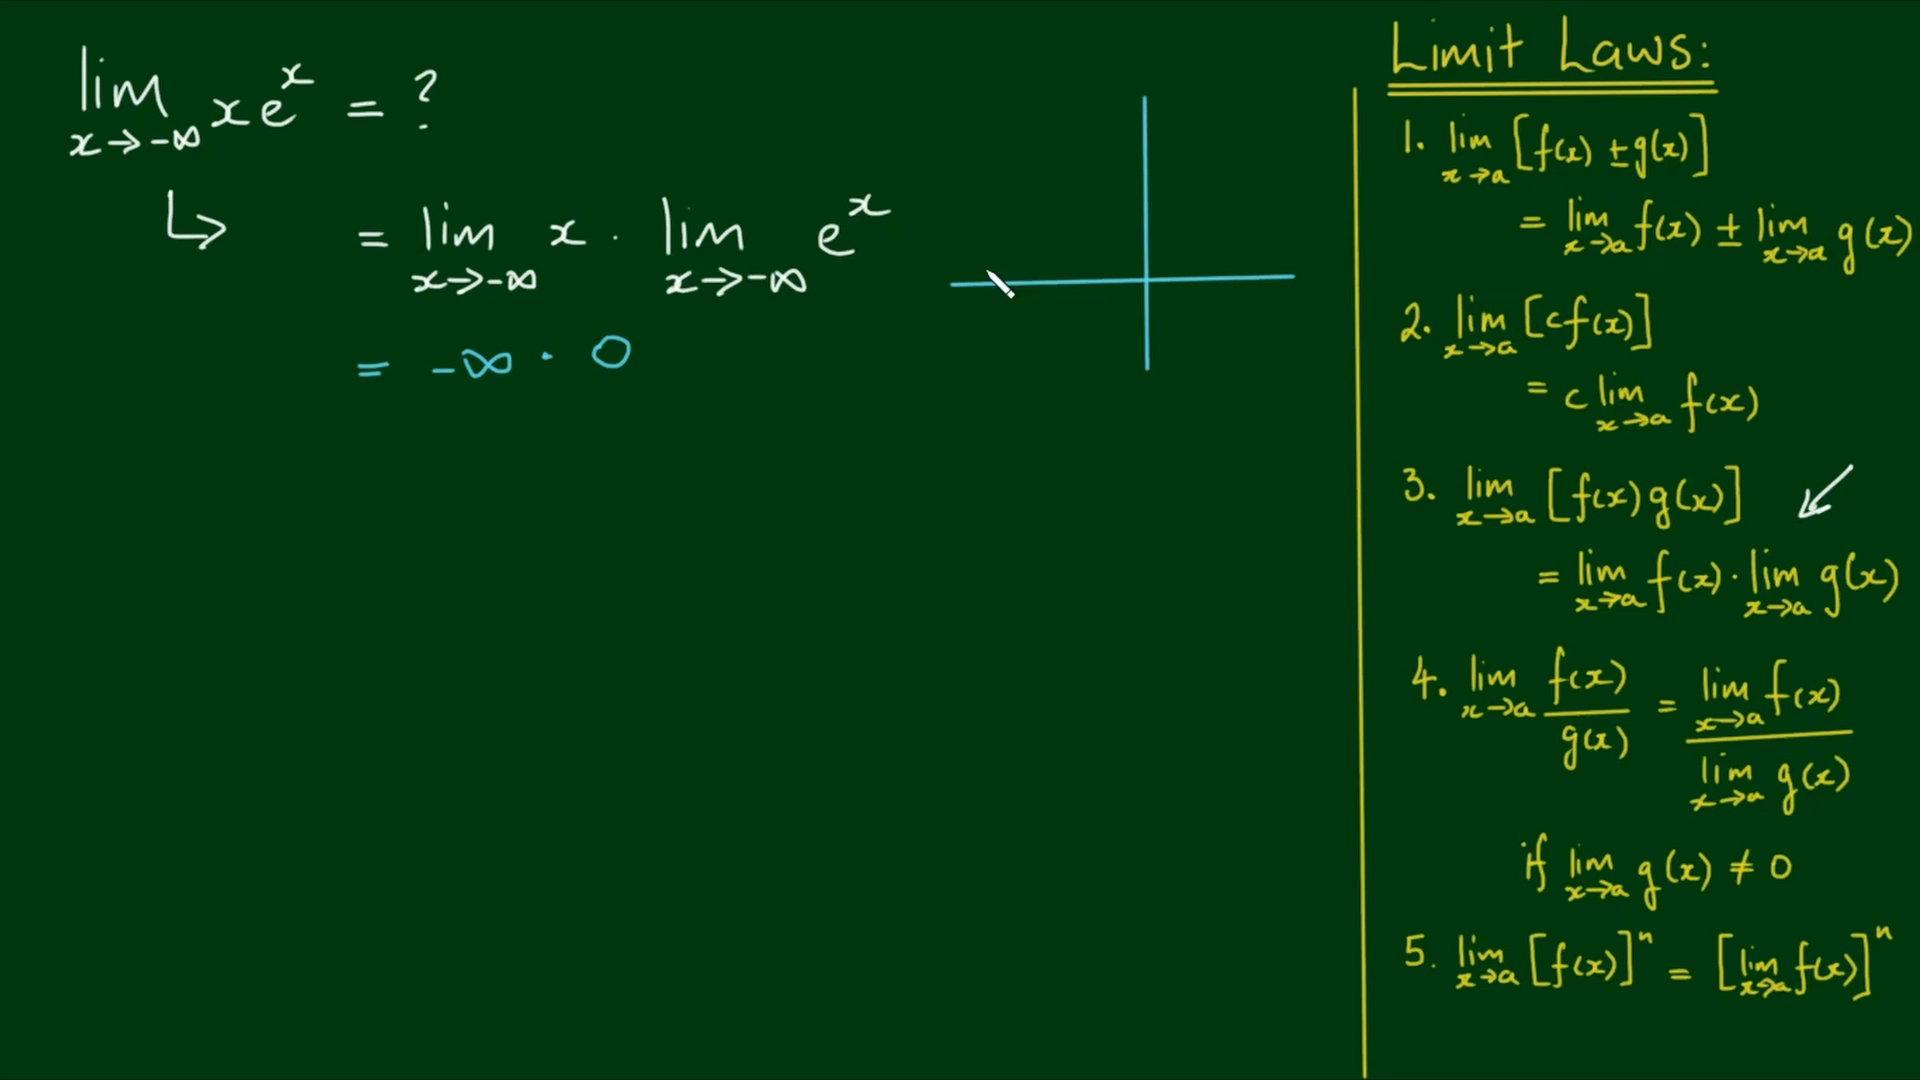 lim x→-∞ xe^x = ?
↳ = lim x→-∞ x · lim x→-∞ e^x
= -∞ · 0
Limit Laws:
1. lim x→a [f(x) ± g(x)]
= lim x→a f(x) ± lim x→a g(x)
2. lim x→a [cf(x)]
= c lim x→a f(x)
3. lim x→a [f(x)g(x)]
= lim x→a f(x) · lim x→a g(x)
4. lim x→a f(x)/g(x) = lim x→a f(x) / lim x→a g(x)
if lim x→a g(x) ≠ 0
5. lim x→a [f(x)]^n = [lim x→a f(x)]^n